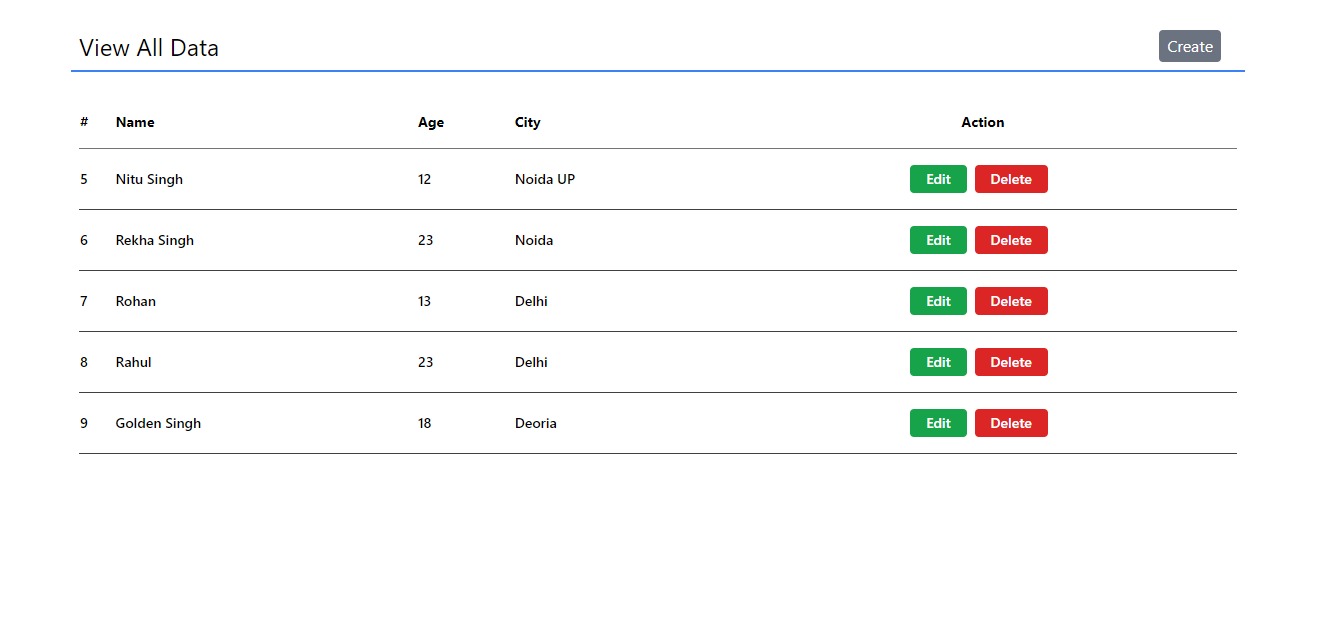 View All Data Create
# Name Age City Action
5 Nitu Singh 12 Noida UP Edit Delete
6 Rekha Singh 23 Noida Edit Delete
7 Rohan 13 Delhi Edit Delete
8 Rahul 23 Delhi Edit Delete
9 Golden Singh 18 Deoria Edit Delete